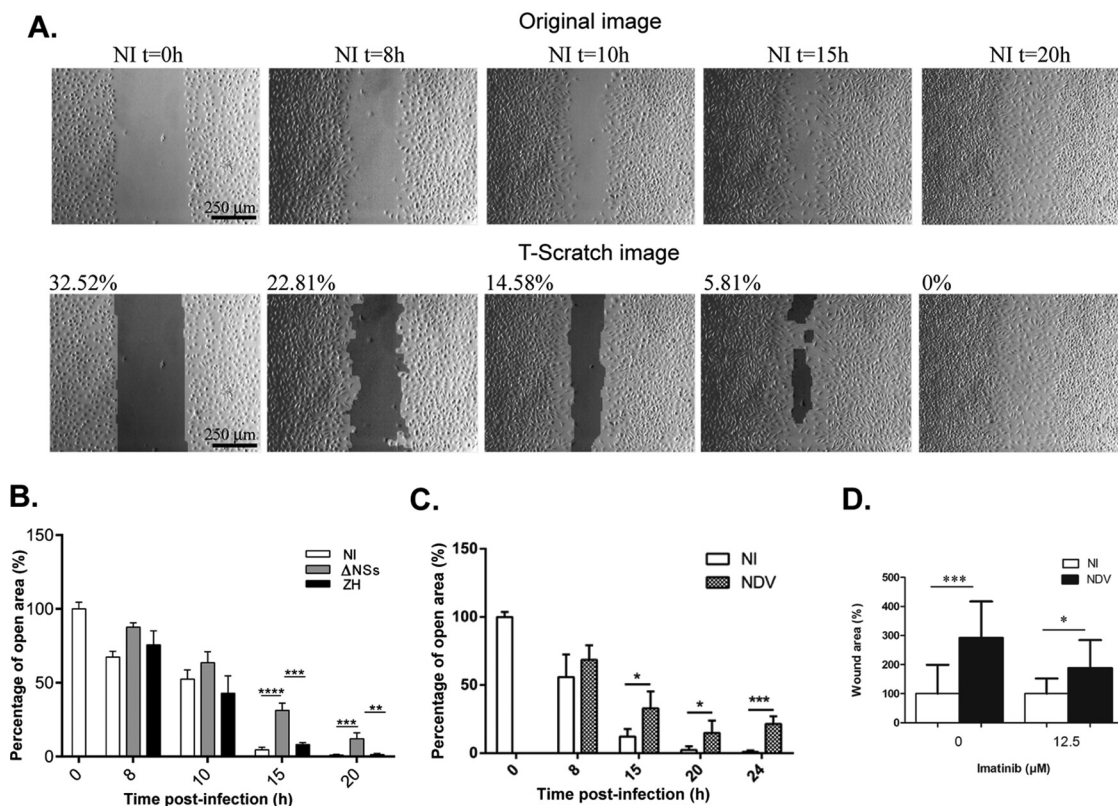 A.
Original image
NI t=0h NI t=8h NI t=10h NI t=15h NI t=20h
250 µm
T-Scratch image
32.52% 22.81% 14.58% 5.81% 0%
250 µm
B.
Percentage of open area (%)
150
100
50
0
NI
ΔNSs
ZH
**** *** *** **
0 8 10 15 20
Time post-infection (h)
C.
Percentage of open area (%)
150
100
50
0
NI
NDV
* * ***
0 8 15 20 24
Time post-infection (h)
D.
Wound area (%)
500
400
300
200
100
0
NI
NDV
*** *
0 12.5
Imatinib (µM)